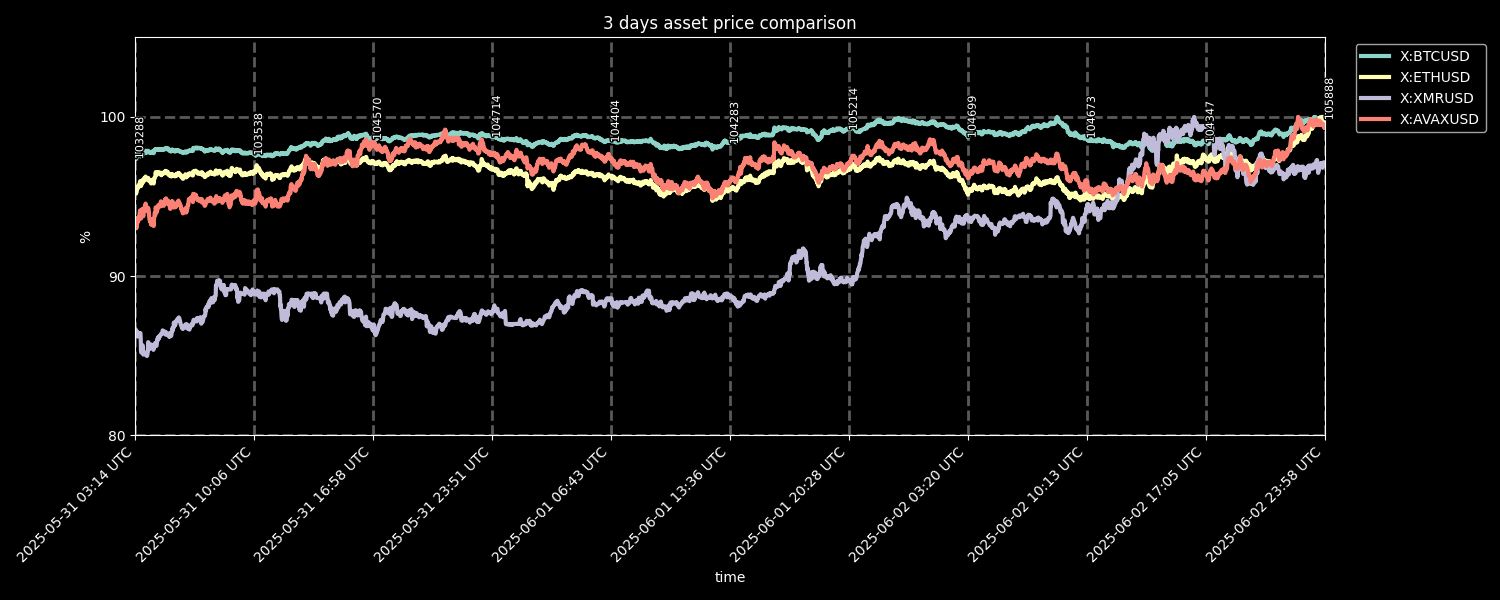 3 days asset price comparison
X:BTCUSD
X:ETHUSD
X:XMRUSD
X:AVAXUSD
%
100
90
80
103288
103538
104570
104714
104404
104283
105214
104699
104673
104347
105888
2025-05-31 03:14 UTC
2025-05-31 10:06 UTC
2025-05-31 16:58 UTC
2025-05-31 23:51 UTC
2025-06-01 06:43 UTC
2025-06-01 13:36 UTC
2025-06-01 20:28 UTC
2025-06-02 03:20 UTC
2025-06-02 10:13 UTC
2025-06-02 17:05 UTC
2025-06-02 23:58 UTC
time